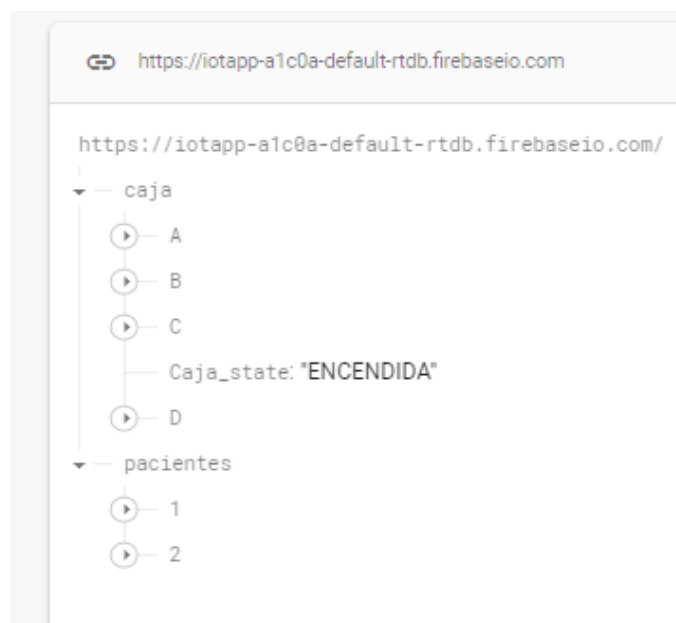 https://iotapp-a1c0a-default-rtdb.firebaseio.com
https://iotapp-a1c0a-default-rtdb.firebaseio.com/
caja
A
B
C
Caja_state: "ENCENDIDA"
D
pacientes
1
2